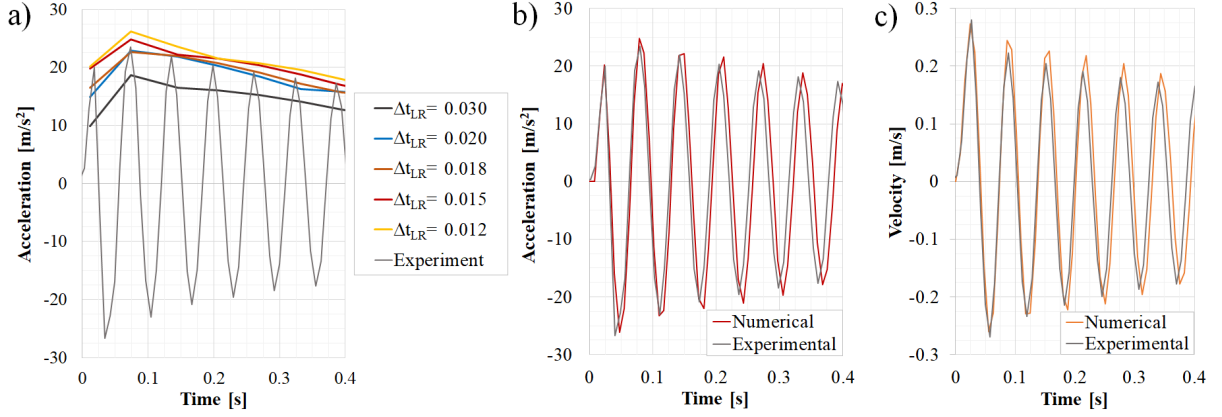 a)
Acceleration [m/s²]
30
20
10
0
-10
-20
-30
0
0.1
0.2
0.3
0.4
Time [s]
Δt_LR= 0.030
Δt_LR= 0.020
Δt_LR= 0.018
Δt_LR= 0.015
Δt_LR= 0.012
Experiment
b)
Acceleration [m/s²]
30
20
10
0
-10
-20
-30
0
0.1
0.2
0.3
0.4
Time [s]
Numerical
Experimental
c)
Velocity [m/s]
0.3
0.2
0.1
0
-0.1
-0.2
-0.3
0
0.1
0.2
0.3
0.4
Time [s]
Numerical
Experimental